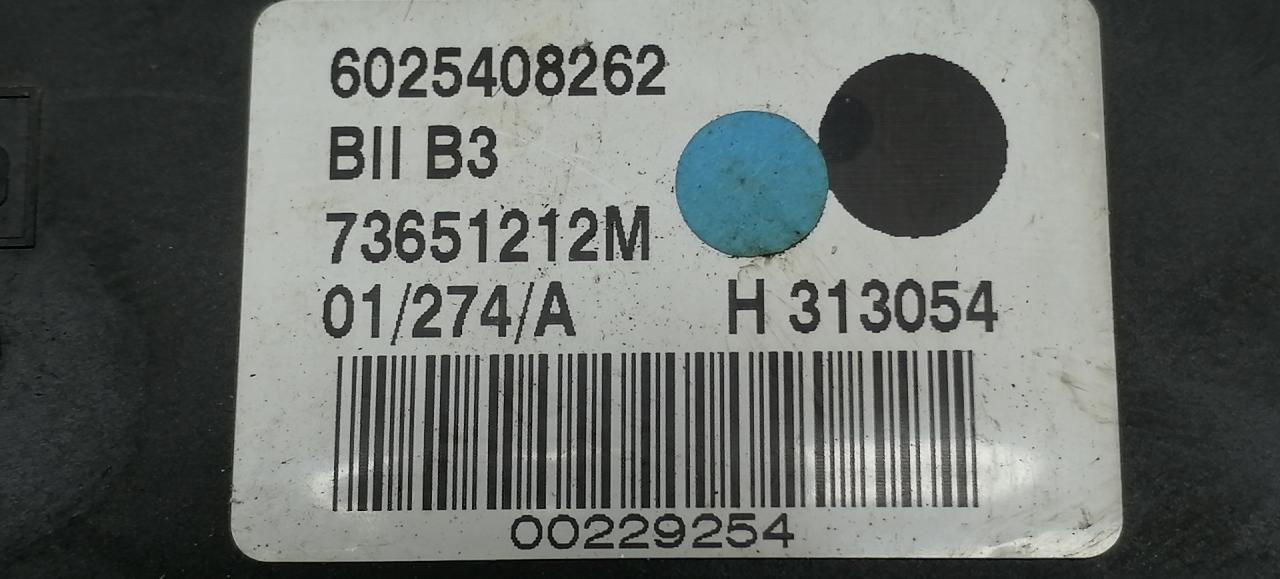 6025408262
BII B3
73651212M
01/274/A H 313054
00229254